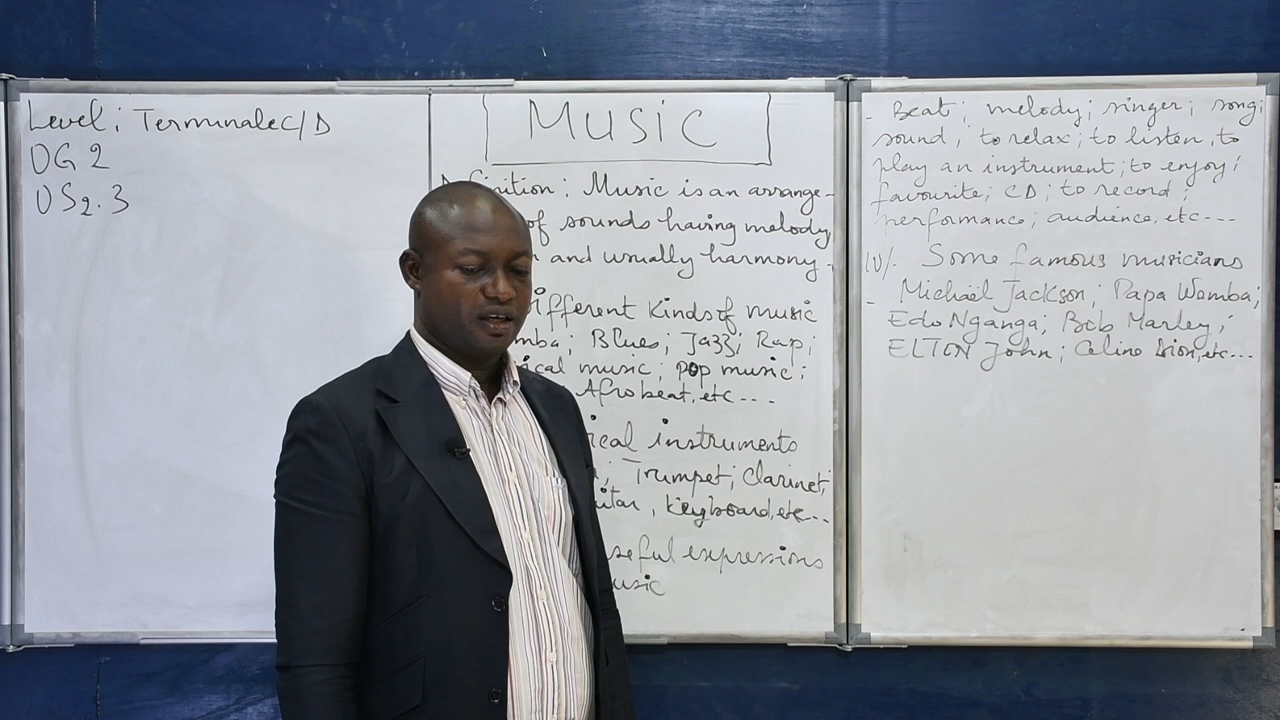 Level: Terminale C/D
OG 2
OS2.3
Music
finition: Music is an arrange-
of sounds having melody
and usually harmony.
ifferent Kinds of music
mba; Blues; Jazz; Rap;
ical music; pop music;
Afrobeat, etc---
ical instruments
; Trumpet; Clarinet;
uitar, keyboard, etc---
seful expressions
usic
- Beat; melody; singer; song;
sound; to relax; to listen, to
play an instrument; to enjoy;
favourite; CD; to record;
performance; audience, etc---
IV/. Some famous musicians
- Michaël Jackson; Papa Wemba;
Edo Nganga; Bob Marley;
ELTON John; Celine Dion, etc---